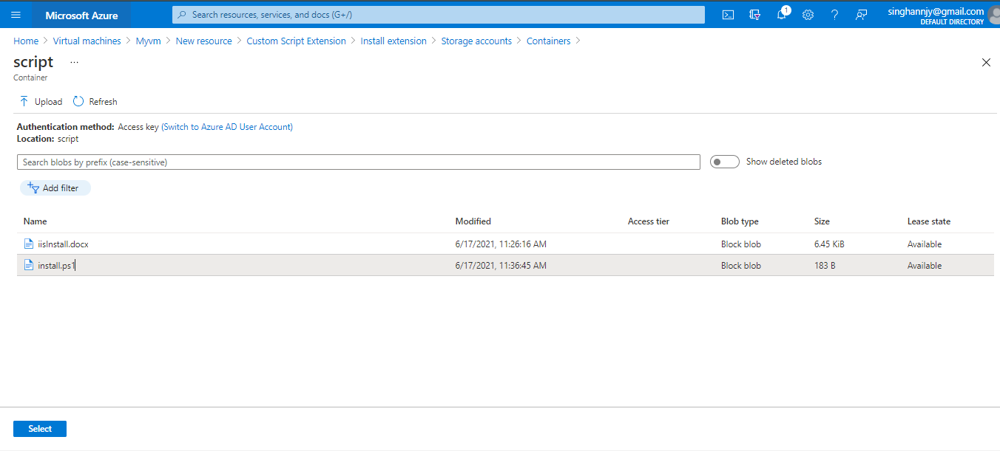 Microsoft Azure
Search resources, services, and docs (G+/)
1
singhannjy@gmail.com
DEFAULT DIRECTORY
Home > Virtual machines > Myvm > New resource > Custom Script Extension > Install extension > Storage accounts > Containers >
script ...
Container
Upload Refresh
Authentication method: Access key (Switch to Azure AD User Account)
Location: script
Search blobs by prefix (case-sensitive)
Show deleted blobs
Add filter
Name Modified Access tier Blob type Size Lease state
iisInstall.docx 6/17/2021, 11:26:16 AM Block blob 6.45 KiB Available
install.ps1 6/17/2021, 11:36:45 AM Block blob 183 B Available
Select